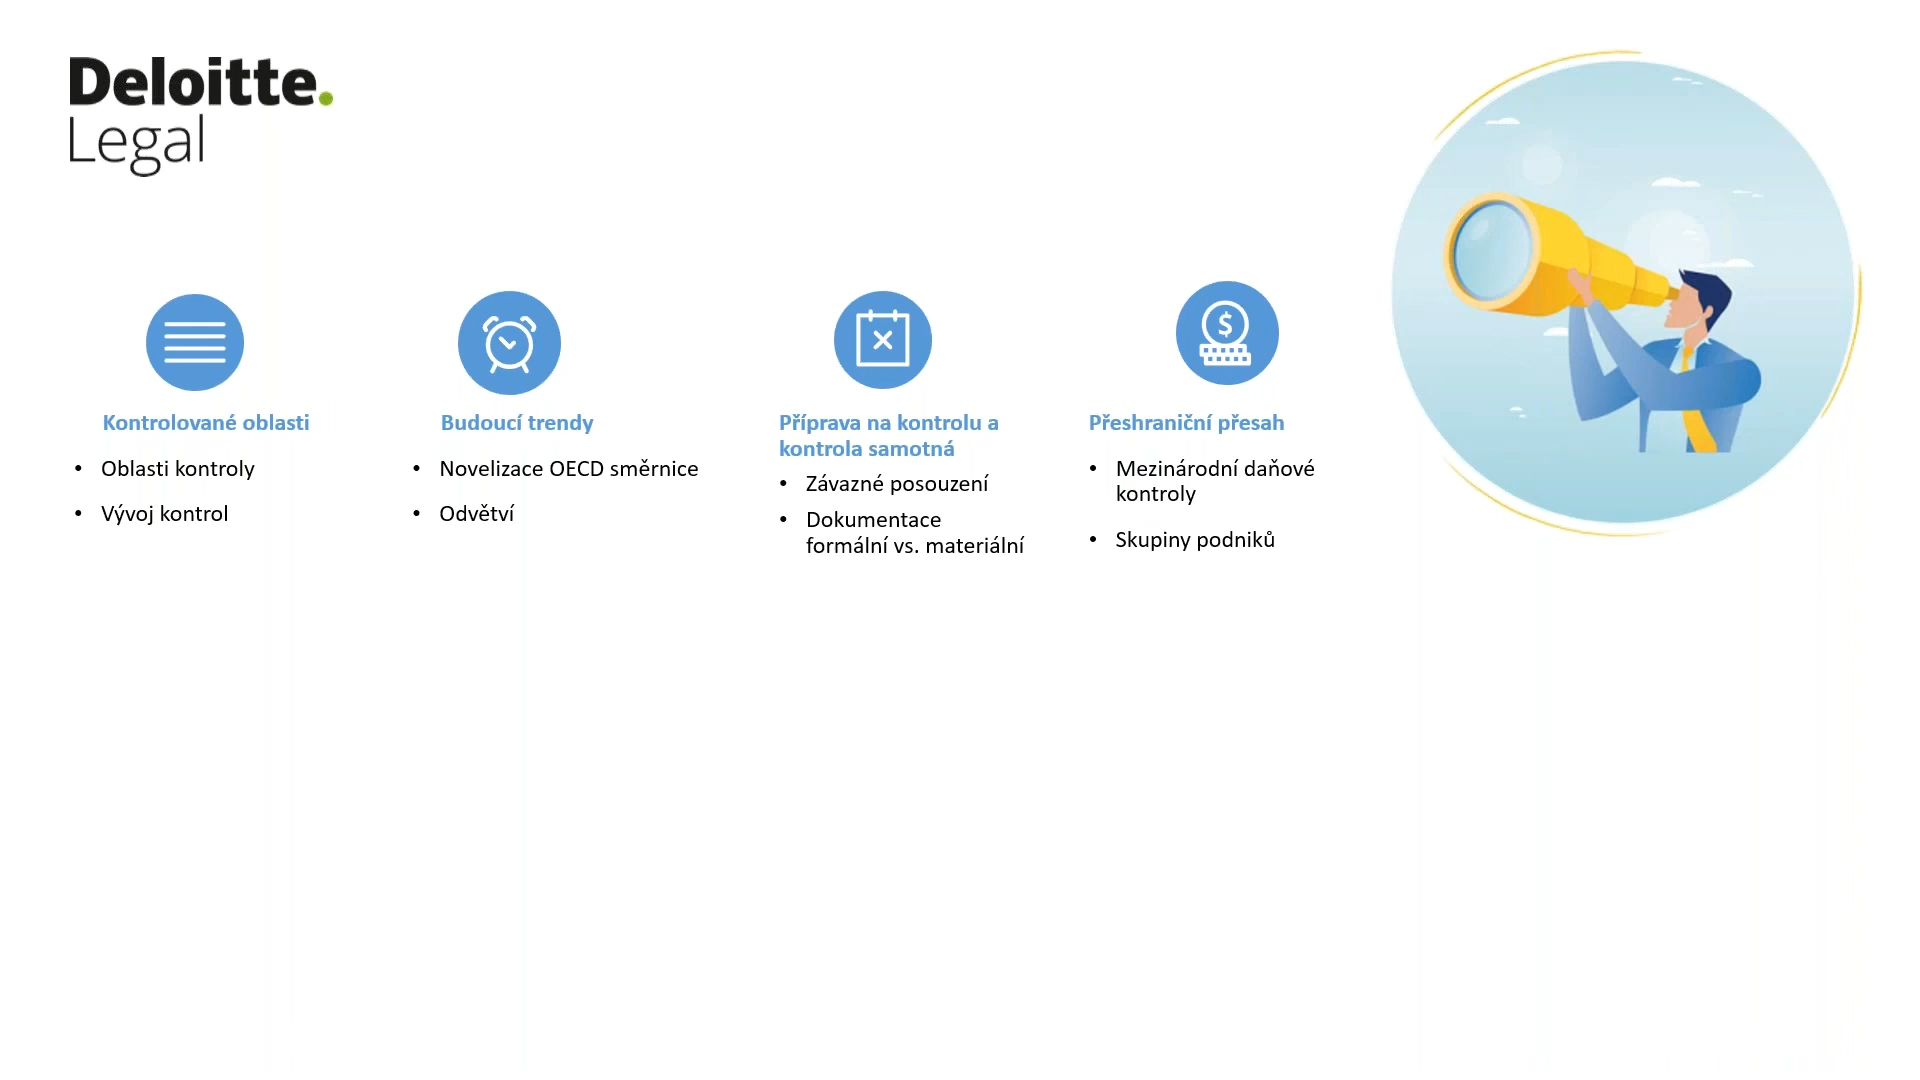 Deloitte.
Legal
Kontrolované oblasti
• Oblasti kontroly
• Vývoj kontrol
Budoucí trendy
• Novelizace OECD směrnice
• Odvětví
Příprava na kontrolu a
kontrola samotná
• Závazné posouzení
• Dokumentace
formální vs. materiální
Přeshraniční přesah
• Mezinárodní daňové
kontroly
• Skupiny podniků
$